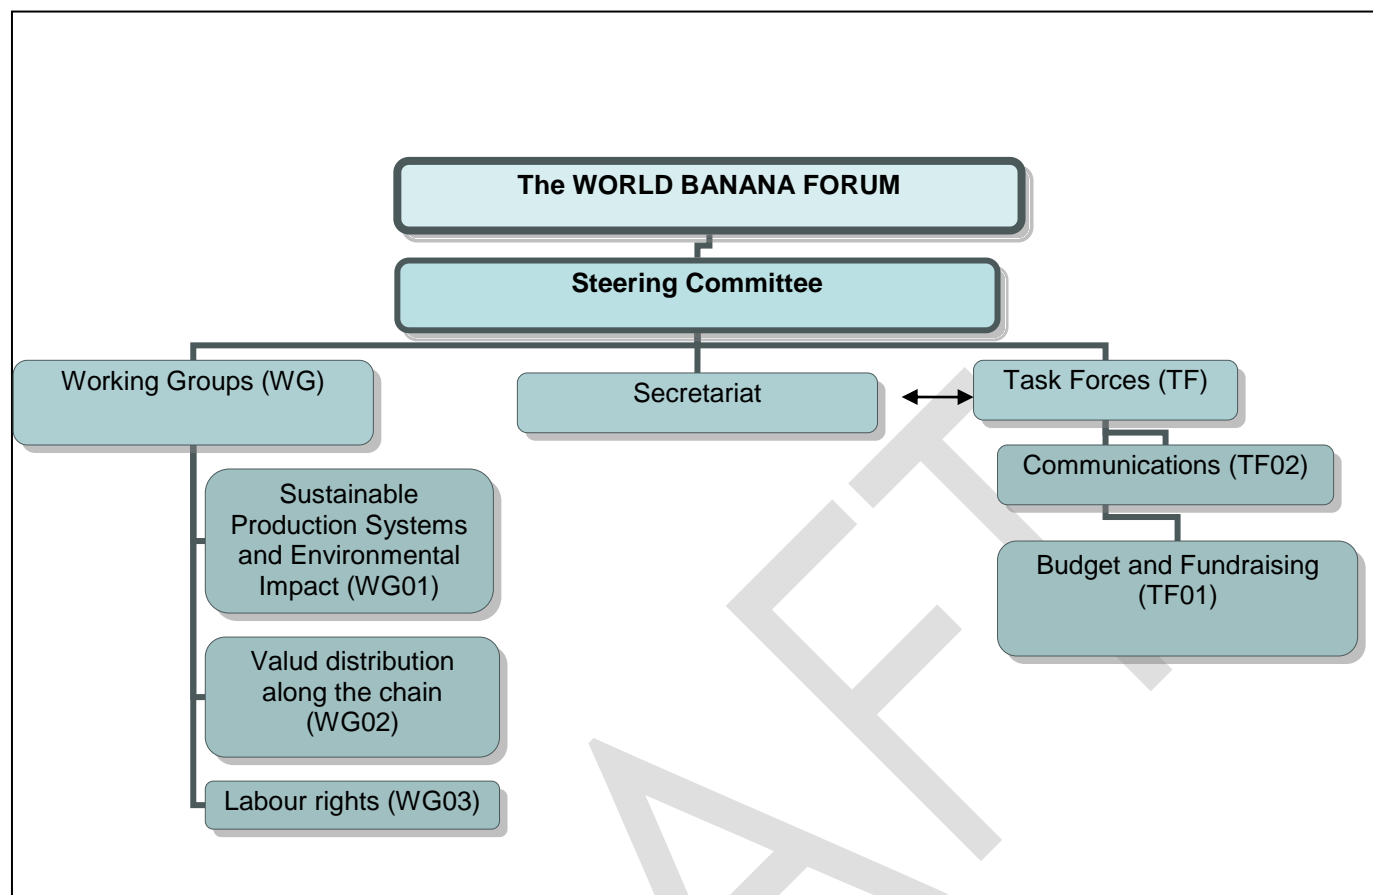 The WORLD BANANA FORUM
Steering Committee
Working Groups (WG)
Secretariat
Task Forces (TF)
Communications (TF02)
Sustainable
Production Systems
and Environmental
Impact (WG01)
Budget and Fundraising
(TF01)
Valud distribution
along the chain
(WG02)
Labour rights (WG03)
AFT